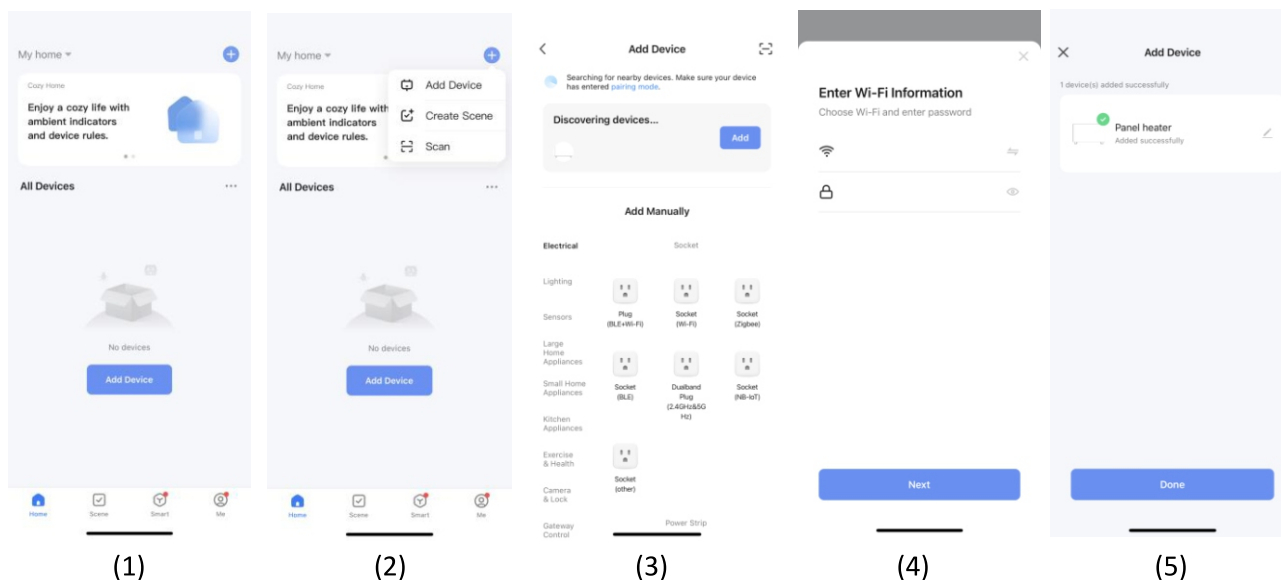 My home
Cozy Home
Enjoy a cozy life with
ambient indicators
and device rules.
All Devices
No devices
Add Device
Home
Scene
Smart
Me
(1)
My home
Cozy Home
Enjoy a cozy life with
ambient indicators
and device rules.
Add Device
Create Scene
Scan
All Devices
No devices
Add Device
Home
Scene
Smart
Me
(2)
Add Device
Searching for nearby devices. Make sure your device
has entered pairing mode.
Discovering devices...
Add
Add Manually
Electrical
Lighting
Sensors
Large
Home
Appliances
Small Home
Appliances
Kitchen
Appliances
Exercise
& Health
Camera
& Lock
Gateway
Control
Socket
Plug
(BLE+Wi-Fi)
Socket
(Wi-Fi)
Socket
(Zigbee)
Socket
(BLE)
Dualband
Plug
(2.4GHz&5G
Hz)
Socket
(NB-IoT)
Socket
(other)
Power Strip
(3)
Enter Wi-Fi Information
Choose Wi-Fi and enter password
Next
(4)
Add Device
1 device(s) added successfully
Panel heater
Added successfully
Done
(5)